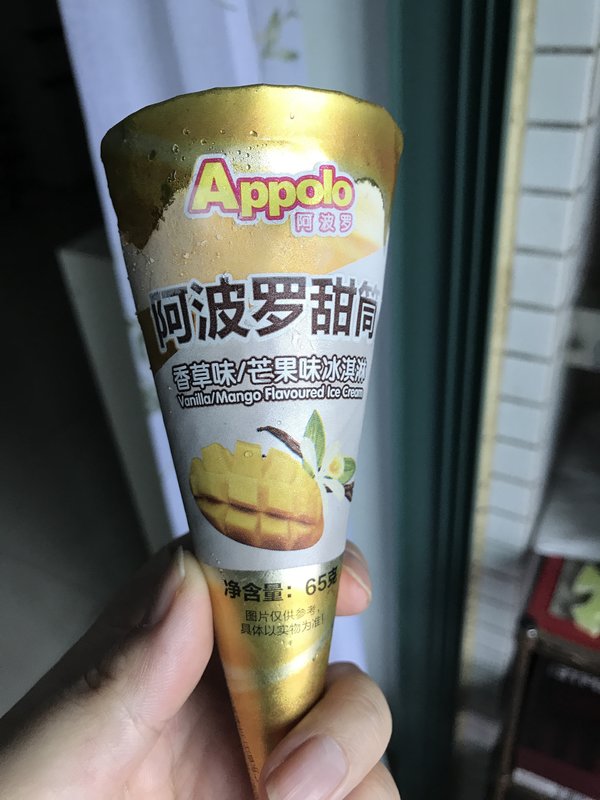 Appolo
阿波罗
阿波罗甜筒
香草味/芒果味冰淇淋
Vanilla/Mango Flavoured Ice Cream
净含量：65克
图片仅供参考，
具体以实物为准！